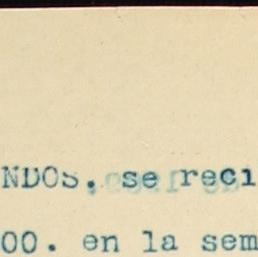 NDOS. se reci
00. en la sem